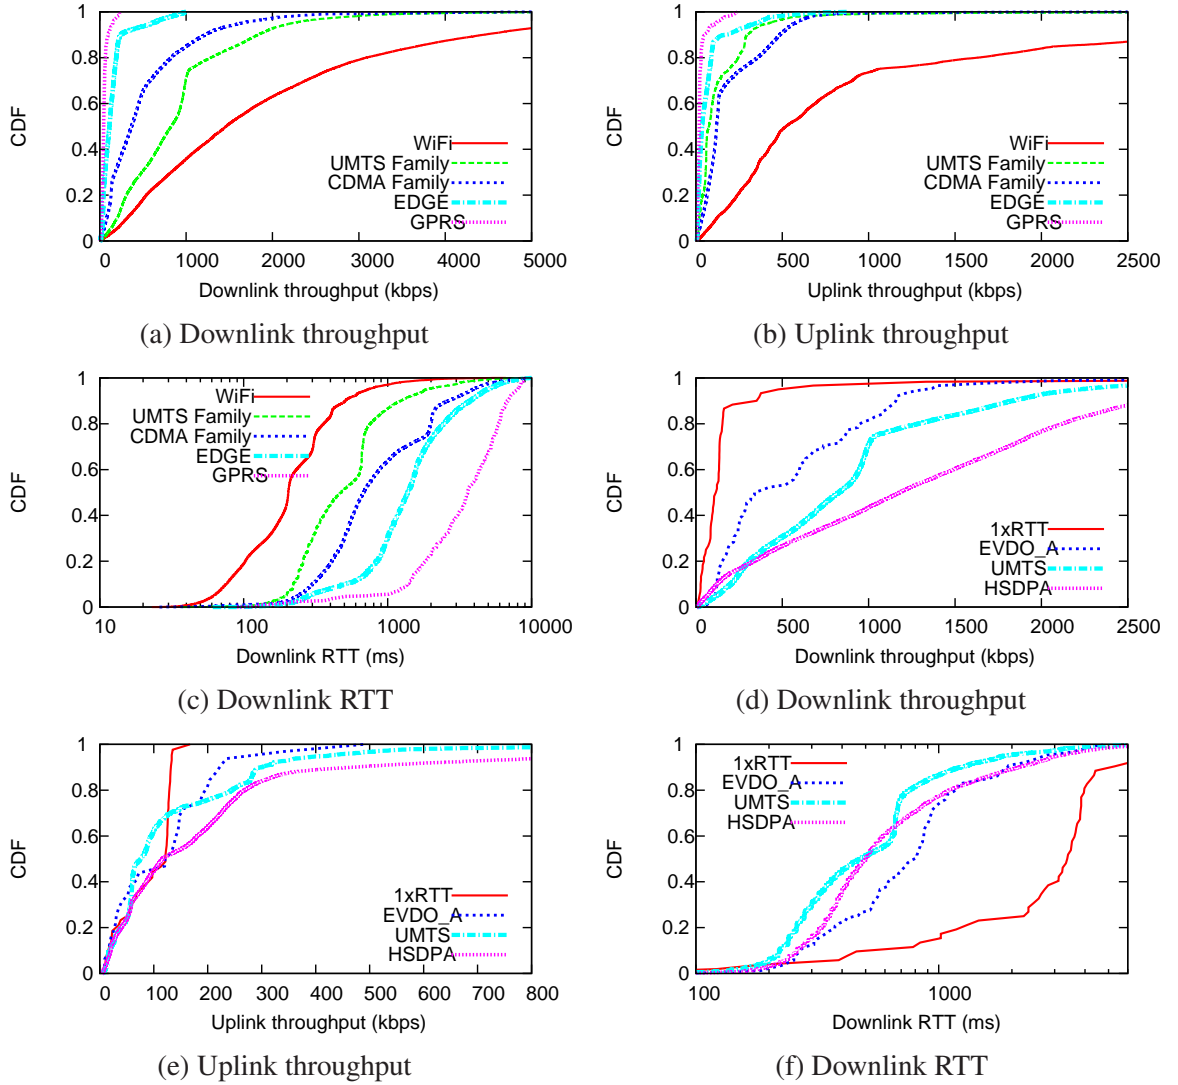 1
0.8
0.6
0.4
0.2
0
CDF
WiFi
UMTS Family
CDMA Family
EDGE
GPRS
0 1000 2000 3000 4000 5000
Downlink throughput (kbps)
(a) Downlink throughput
1
0.8
0.6
0.4
0.2
0
CDF
WiFi
UMTS Family
CDMA Family
EDGE
GPRS
0 500 1000 1500 2000 2500
Uplink throughput (kbps)
(b) Uplink throughput
1
0.8
0.6
0.4
0.2
0
CDF
WiFi
UMTS Family
CDMA Family
EDGE
GPRS
10 100 1000 10000
Downlink RTT (ms)
(c) Downlink RTT
1
0.8
0.6
0.4
0.2
0
CDF
1xRTT
EVDO_A
UMTS
HSDPA
0 500 1000 1500 2000 2500
Downlink throughput (kbps)
(d) Downlink throughput
1
0.8
0.6
0.4
0.2
0
CDF
1xRTT
EVDO_A
UMTS
HSDPA
0 100 200 300 400 500 600 700 800
Uplink throughput (kbps)
(e) Uplink throughput
1
0.8
0.6
0.4
0.2
0
CDF
1xRTT
EVDO_A
UMTS
HSDPA
100 1000
Downlink RTT (ms)
(f) Downlink RTT